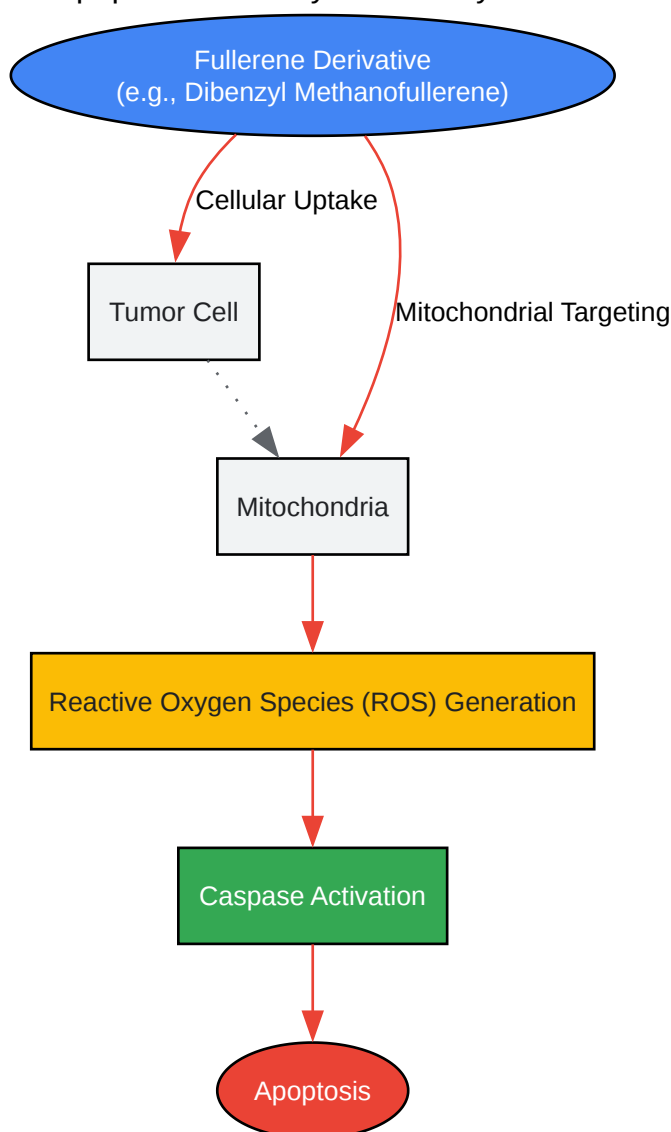 Fullerene Derivative
(e.g., Dibenzyl Methanofullerene)
Cellular Uptake
Tumor Cell
Mitochondrial Targeting
Mitochondria
Reactive Oxygen Species (ROS) Generation
Caspase Activation
Apoptosis